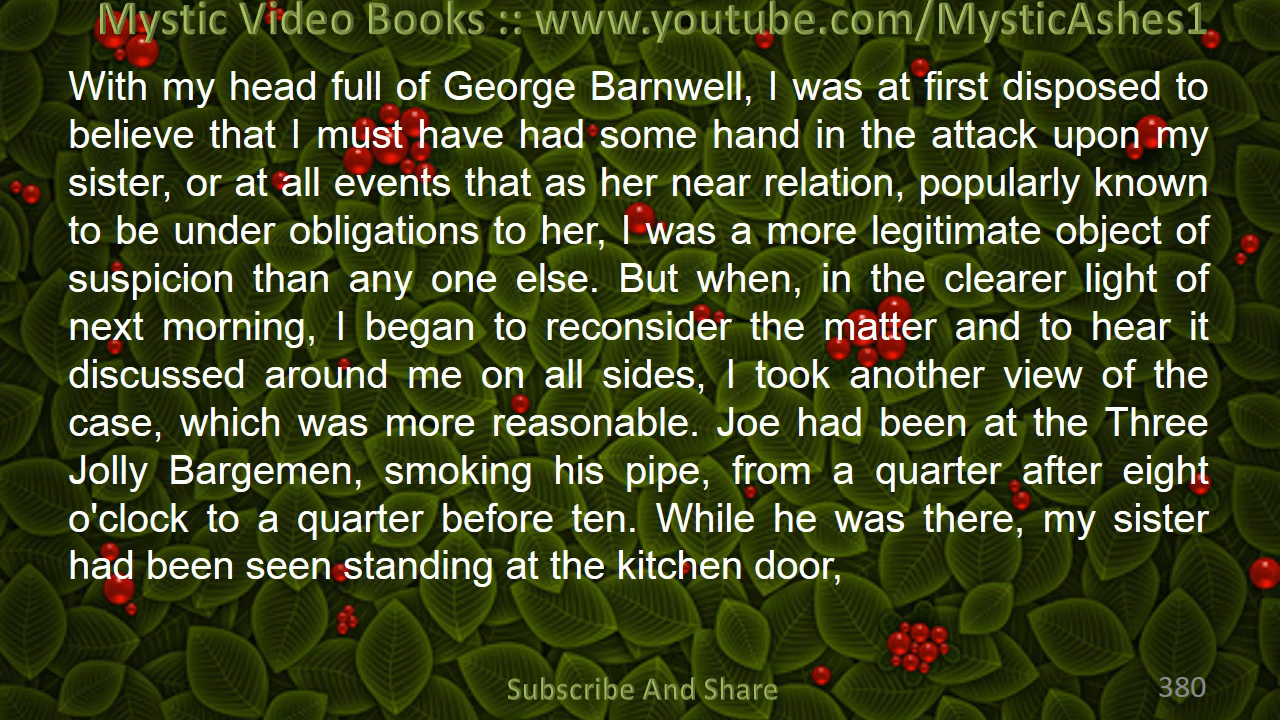 Mystic Video Books :: www.youtube.com/MysticAshes1
With my head full of George Barnwell, I was at first disposed to
believe that I must have had some hand in the attack upon my
sister, or at all events that as her near relation, popularly known
to be under obligations to her, I was a more legitimate object of
suspicion than any one else. But when, in the clearer light of
next morning, I began to reconsider the matter and to hear it
discussed around me on all sides, I took another view of the
case, which was more reasonable. Joe had been at the Three
Jolly Bargemen, smoking his pipe, from a quarter after eight
o'clock to a quarter before ten. While he was there, my sister
had been seen standing at the kitchen door,
Subscribe And Share
380